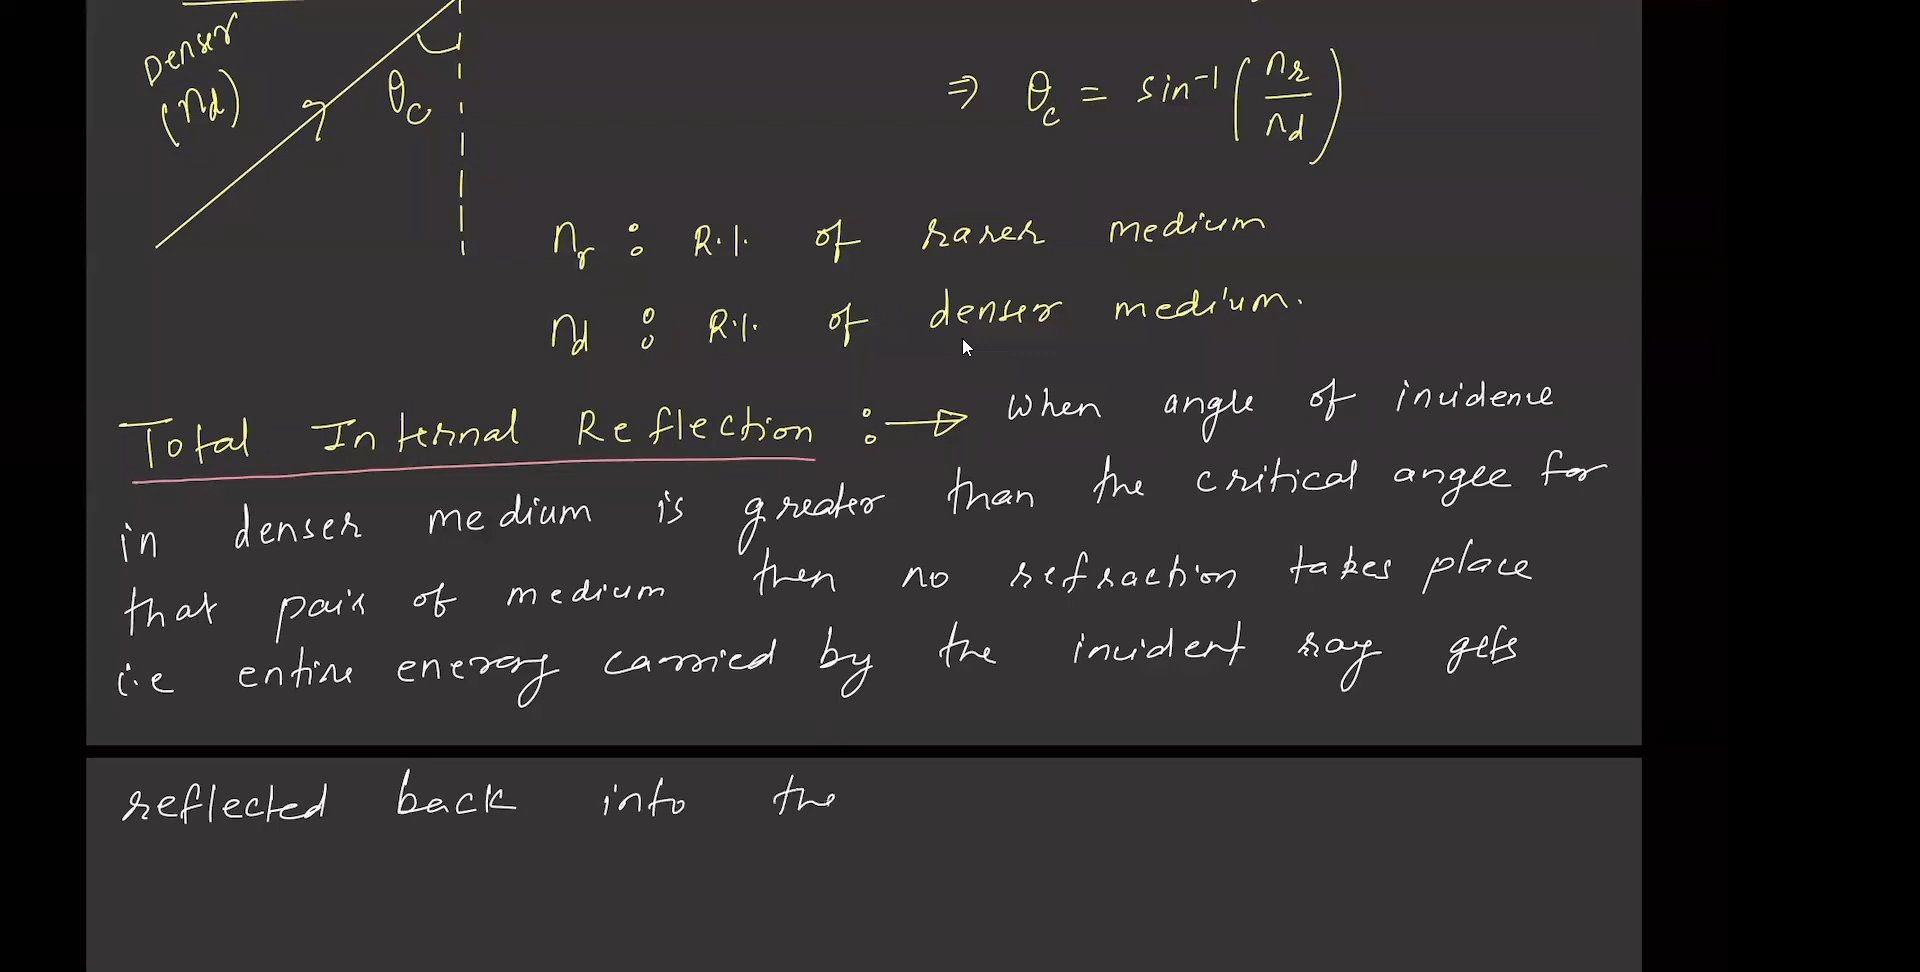 Denser
(nd)
θc
⇒ θc = sin⁻¹ (nr/nd)
nr : R.I. of rarer medium
nd : R.I. of denser medium.
Total Internal Reflection :→ When angle of incidence
in denser medium is greater than the critical angle for
that pair of medium then no refraction takes place
i.e entire energy carried by the incident ray gets
reflected back into the